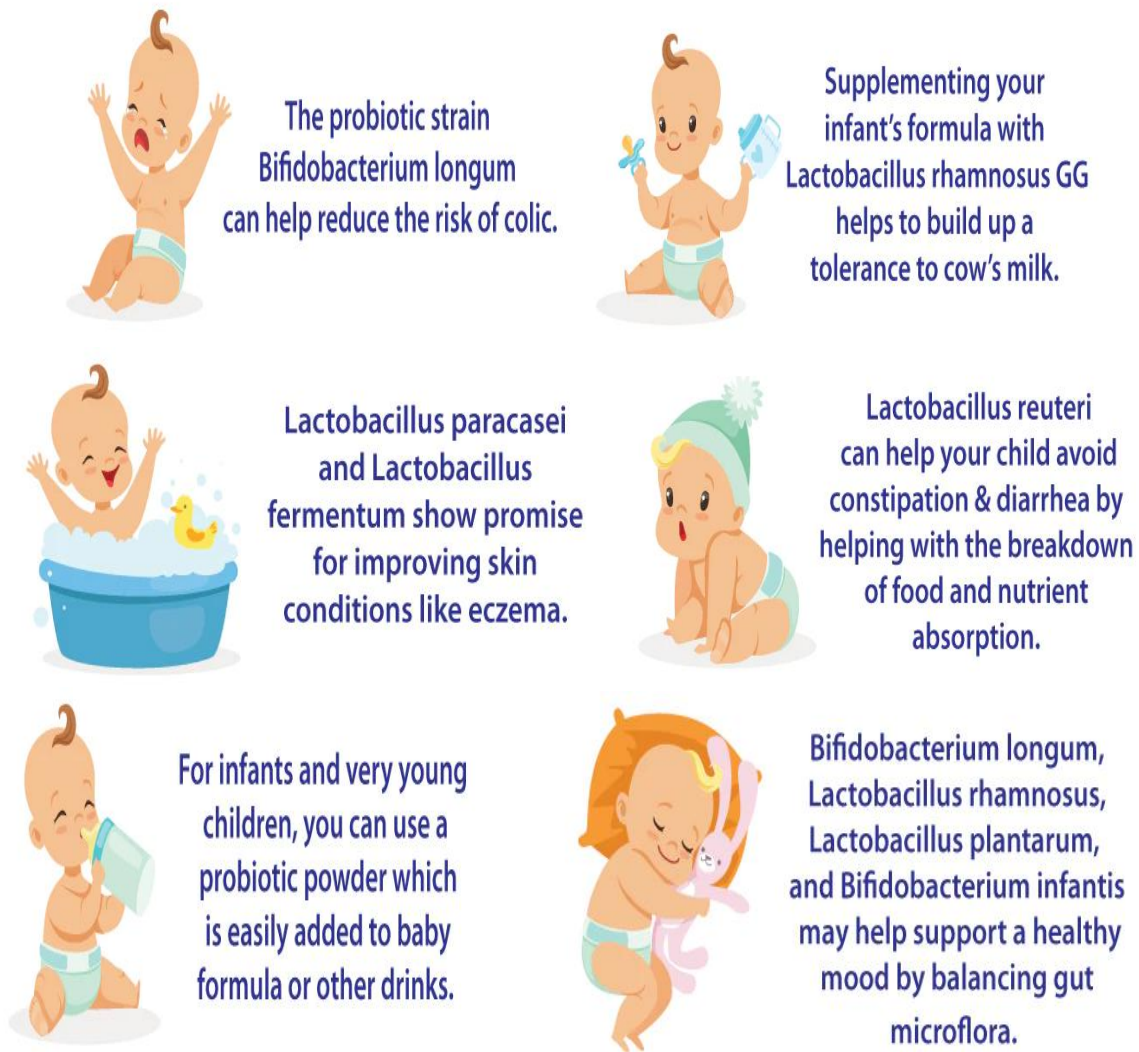 The probiotic strain
Bifidobacterium longum
can help reduce the risk of colic.
Supplementing your
infant's formula with
Lactobacillus rhamnosus GG
helps to build up a
tolerance to cow's milk.
Lactobacillus paracasei
and Lactobacillus
fermentum show promise
for improving skin
conditions like eczema.
Lactobacillus reuteri
can help your child avoid
constipation & diarrhea by
helping with the breakdown
of food and nutrient
absorption.
For infants and very young
children, you can use a
probiotic powder which
is easily added to baby
formula or other drinks.
Bifidobacterium longum,
Lactobacillus rhamnosus,
Lactobacillus plantarum,
and Bifidobacterium infantis
may help support a healthy
mood by balancing gut
microflora.